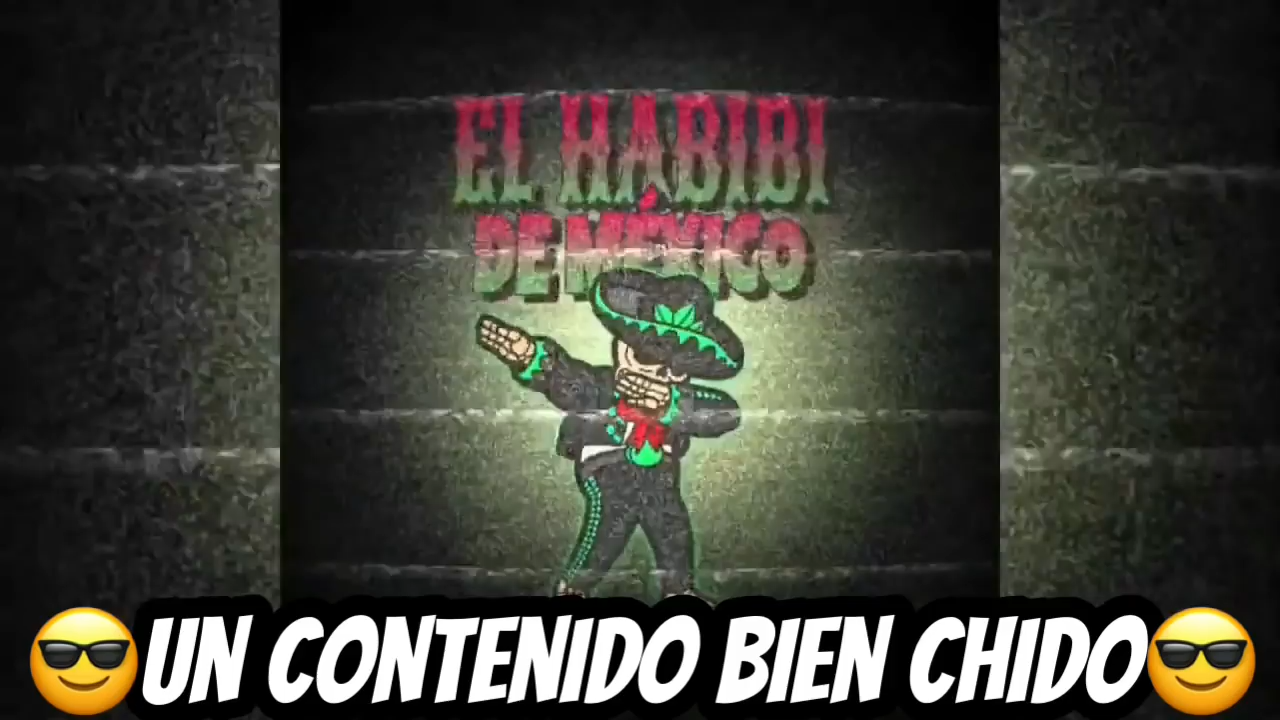 EL HABIBI
DE MÉXICO
😎UN CONTENIDO BIEN CHIDO😎